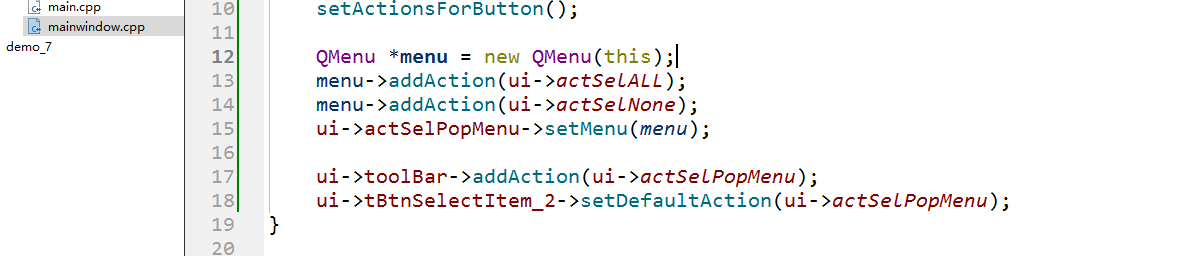 main.cpp
mainwindow.cpp
demo_7
10 setActionsForButton();
11
12 QMenu *menu = new QMenu(this);
13 menu->addAction(ui->actSelALL);
14 menu->addAction(ui->actSelNone);
15 ui->actSelPopMenu->setMenu(menu);
16
17 ui->toolBar->addAction(ui->actSelPopMenu);
18 ui->tBtnSelectItem_2->setDefaultAction(ui->actSelPopMenu);
19 }
20